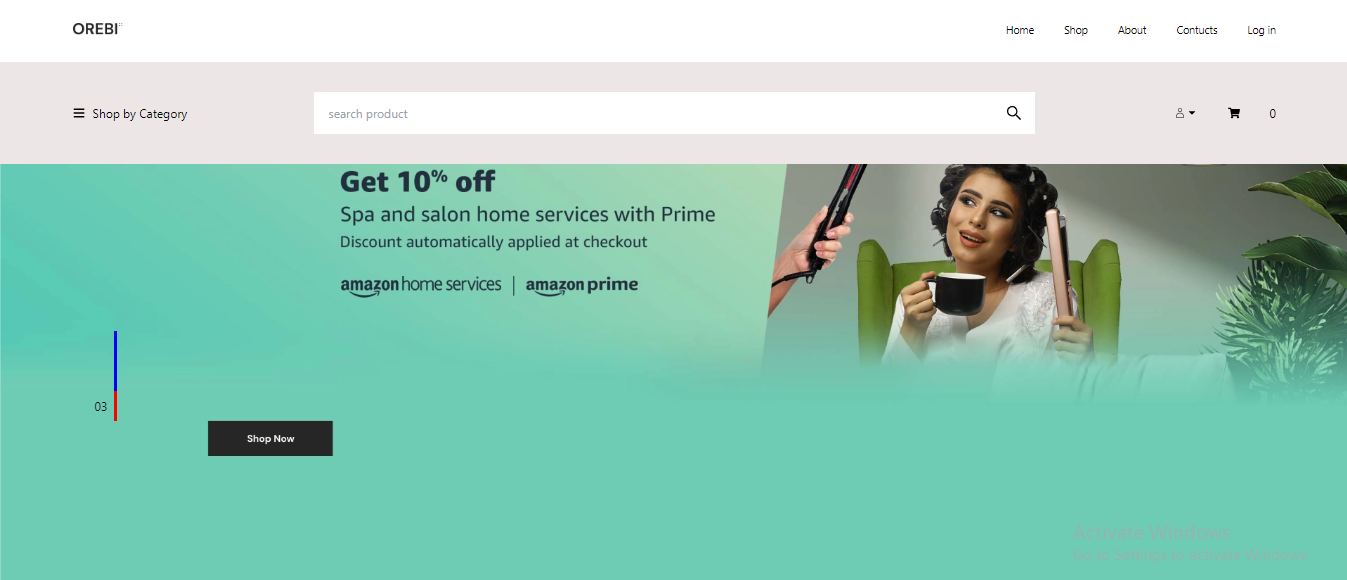 OREBI
Home Shop About Contucts Log in
Shop by Category
search product
0
Get 10% off
Spa and salon home services with Prime
Discount automatically applied at checkout
amazon home services | amazon prime
03
Shop Now
Activate Windows
Go to Settings to activate Windows.